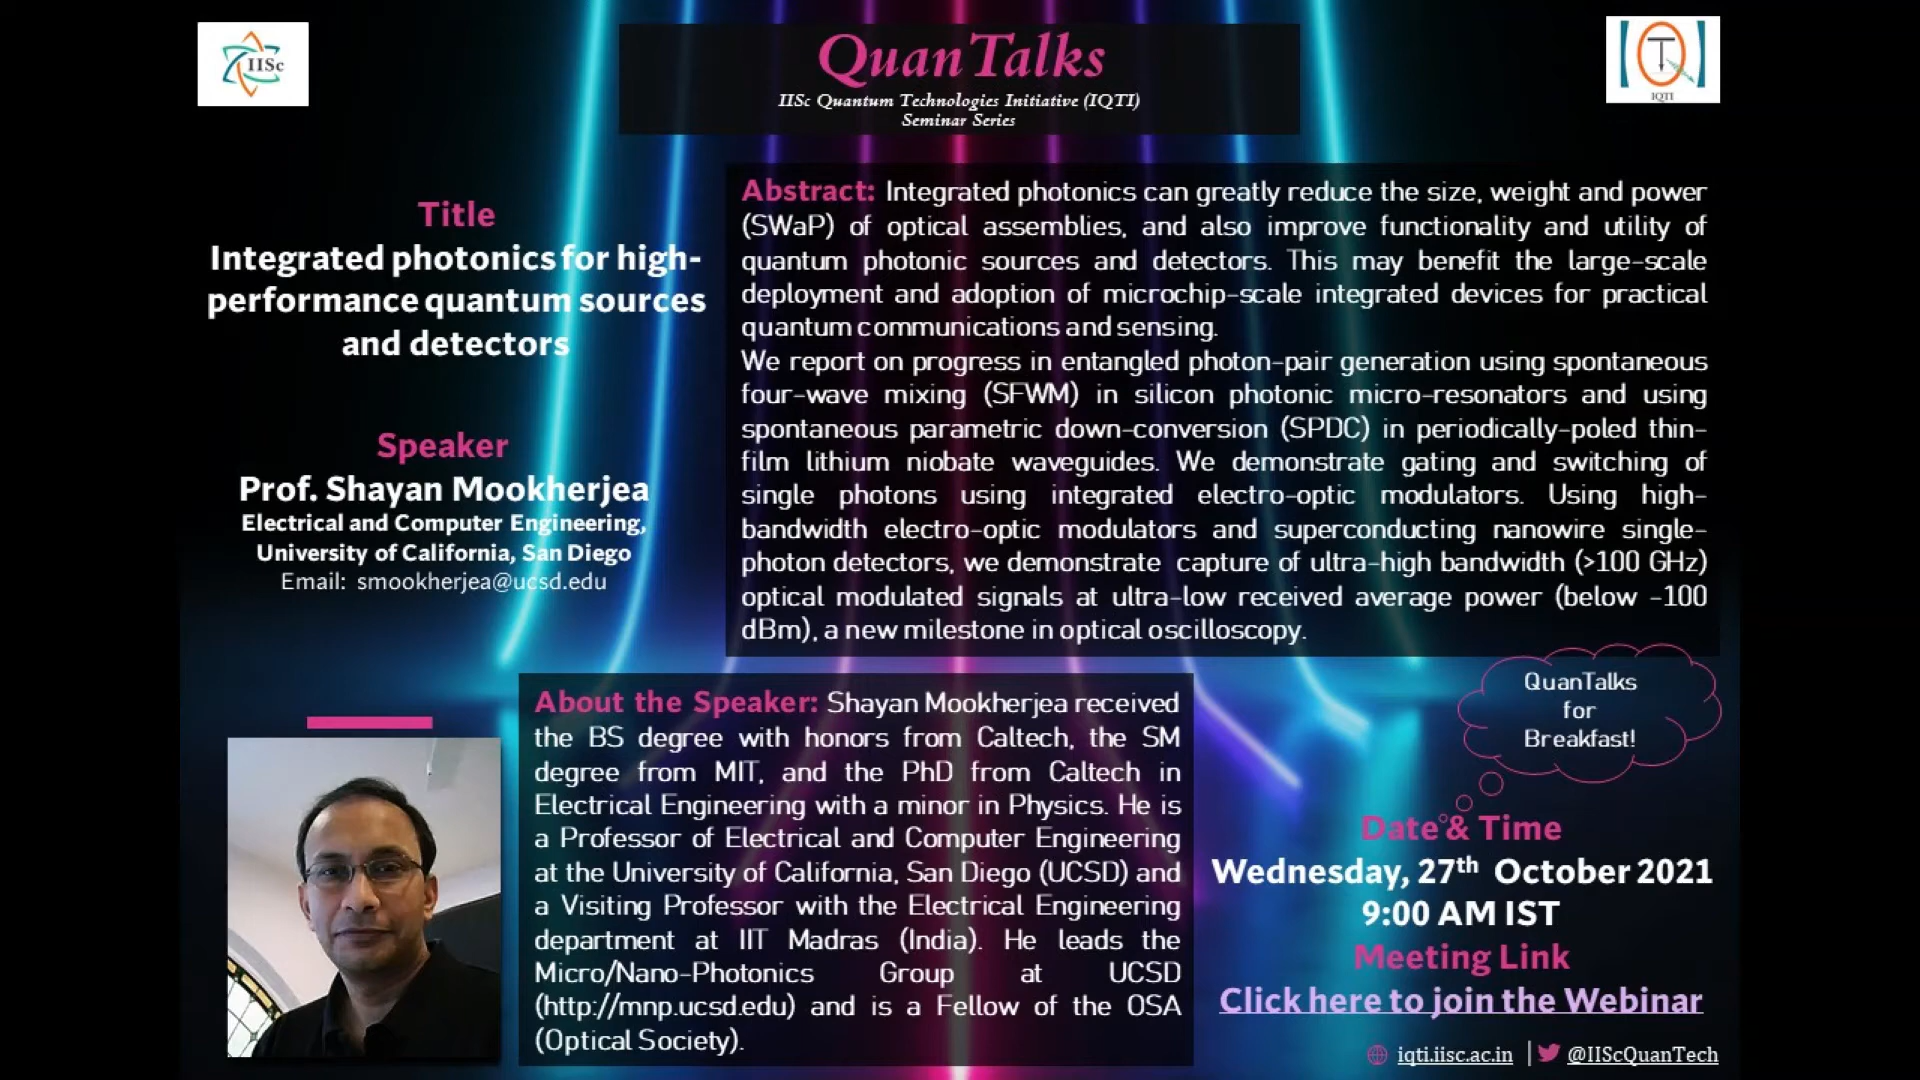 IISc
QuanTalks
IISc Quantum Technologies Initiative (IQTI)
Seminar Series
IQTI
Title
Integrated photonics for high-
performance quantum sources
and detectors
Speaker
Prof. Shayan Mookherjea
Electrical and Computer Engineering,
University of California, San Diego
Email: smookherjea@ucsd.edu
Abstract: Integrated photonics can greatly reduce the size, weight and power
(SWaP) of optical assemblies, and also improve functionality and utility of
quantum photonic sources and detectors. This may benefit the large-scale
deployment and adoption of microchip-scale integrated devices for practical
quantum communications and sensing.
We report on progress in entangled photon-pair generation using spontaneous
four-wave mixing (SFWM) in silicon photonic micro-resonators and using
spontaneous parametric down-conversion (SPDC) in periodically-poled thin-
film lithium niobate waveguides. We demonstrate gating and switching of
single photons using integrated electro-optic modulators. Using high-
bandwidth electro-optic modulators and superconducting nanowire single-
photon detectors, we demonstrate capture of ultra-high bandwidth (>100 GHz)
optical modulated signals at ultra-low received average power (below -100
dBm), a new milestone in optical oscilloscopy.
About the Speaker: Shayan Mookherjea received
the BS degree with honors from Caltech, the SM
degree from MIT, and the PhD from Caltech in
Electrical Engineering with a minor in Physics. He is
a Professor of Electrical and Computer Engineering
at the University of California, San Diego (UCSD) and
a Visiting Professor with the Electrical Engineering
department at IIT Madras (India). He leads the
Micro/Nano-Photonics Group at UCSD
(http://mnp.ucsd.edu) and is a Fellow of the OSA
(Optical Society).
QuanTalks
for
Breakfast!
Date & Time
Wednesday, 27th October 2021
9:00 AM IST
Meeting Link
Click here to join the Webinar
iqti.iisc.ac.in | @IIScQuanTech